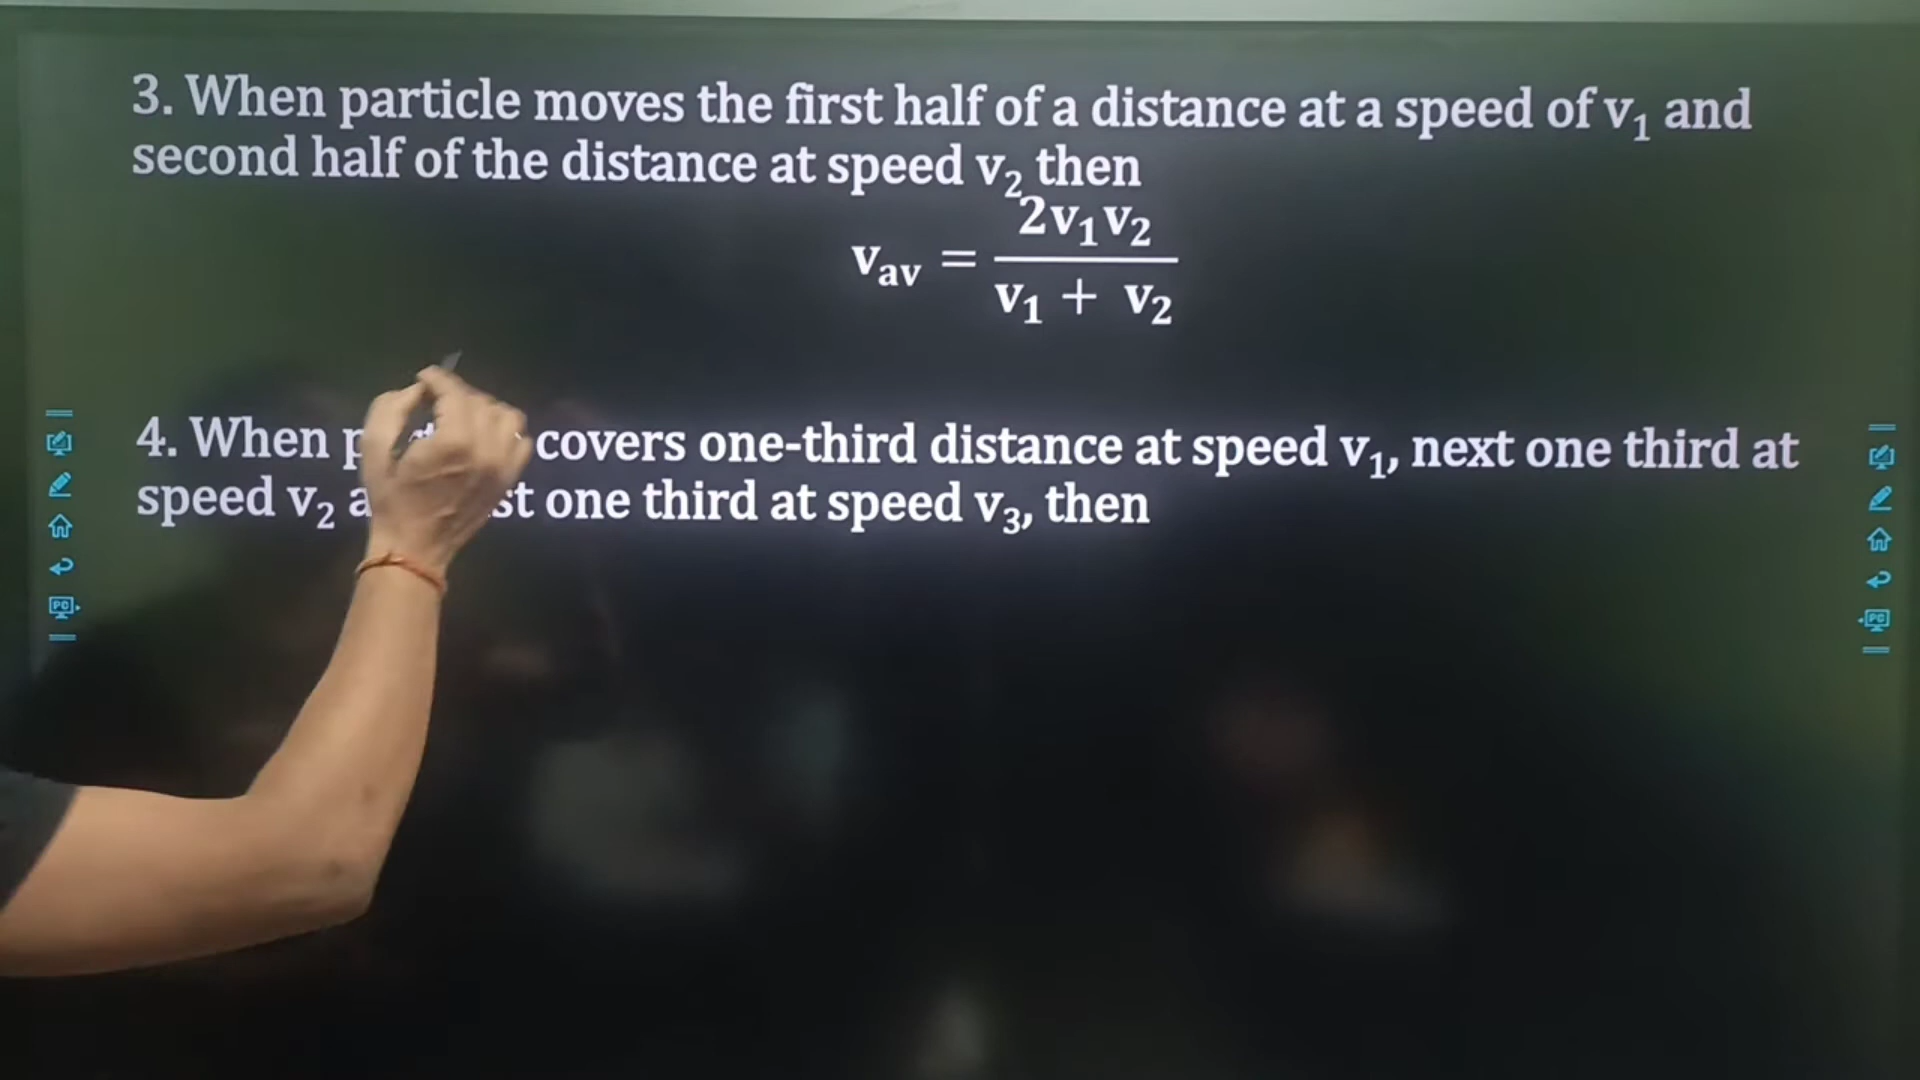 3. When particle moves the first half of a distance at a speed of v₁ and
second half of the distance at speed v₂ then
v_av = 2v₁v₂ / v₁ + v₂
4. When covers one-third distance at speed v₁, next one third at
speed v₂ one third at speed v₃, then
PC
PC